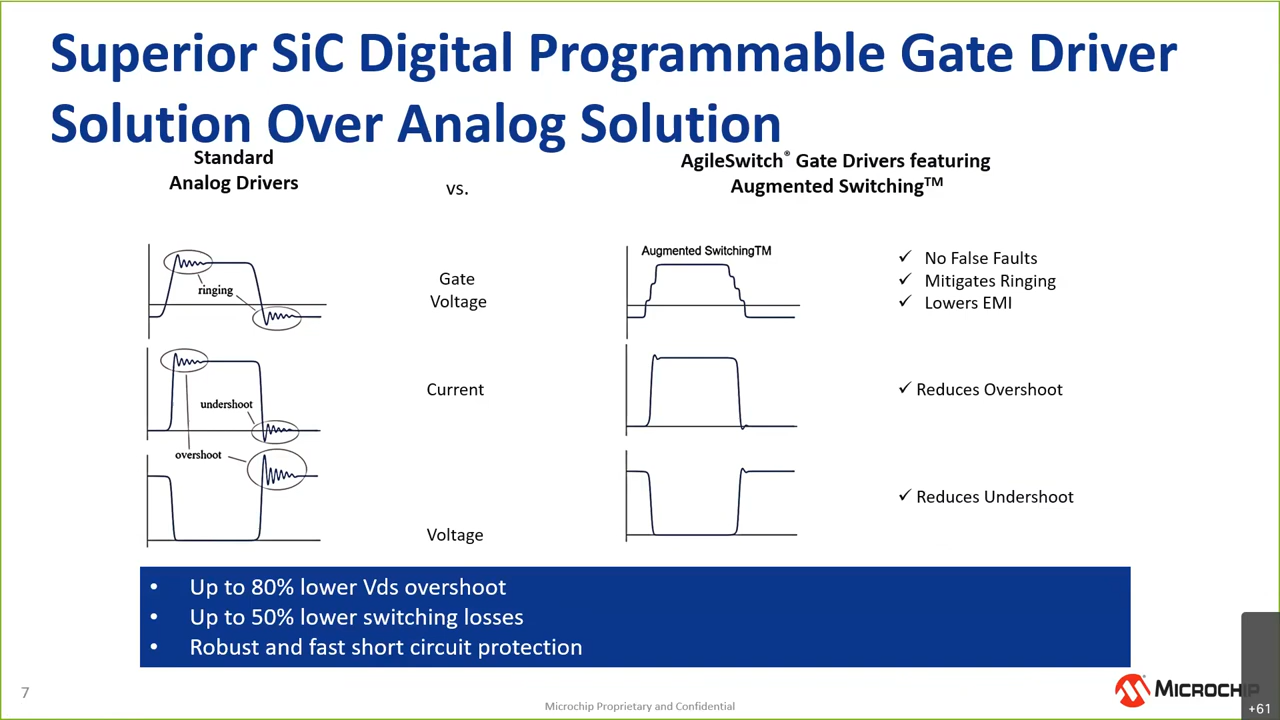 Superior SiC Digital Programmable Gate Driver
Solution Over Analog Solution
Standard
Analog Drivers
vs.
AgileSwitch® Gate Drivers featuring
Augmented Switching™
ringing
Gate
Voltage
Augmented SwitchingTM
✓ No False Faults
✓ Mitigates Ringing
✓ Lowers EMI
undershoot
Current
✓ Reduces Overshoot
overshoot
Voltage
✓ Reduces Undershoot
• Up to 80% lower Vds overshoot
• Up to 50% lower switching losses
• Robust and fast short circuit protection
7
Microchip Proprietary and Confidential
MICROCHIP
+61